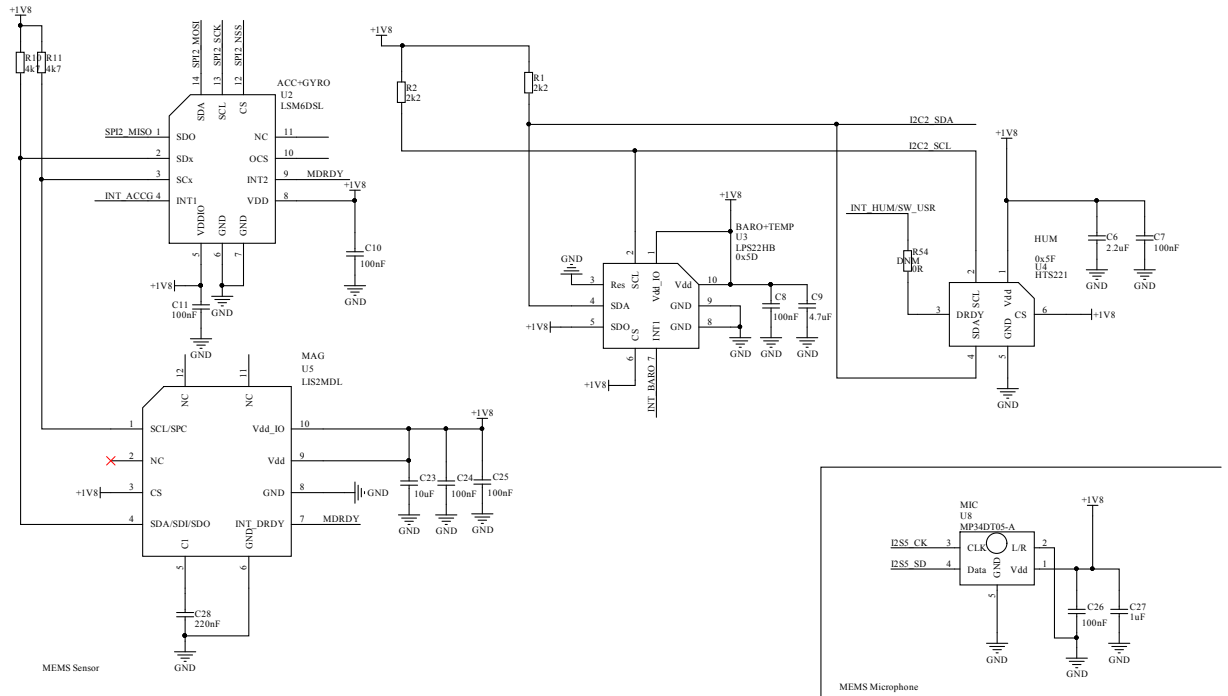 +1V8
R10
4k7
R11
4k7
SPI2_MOSI
SPI2_SCK
SPI2_NSS
14
13
12
ACC+GYRO
U2
LSM6DSL
SDA
SCL
CS
SPI2_MISO 1 SDO
2 SDx
3 SCx
INT_ACCG 4 INT1
NC 11
OCS 10
INT2 9 MDRDY
VDD 8
+1V8
VDDIO
GND
GND
5
6
7
C10
100nF
GND
+1V8
GND
C11
100nF
GND
MAG
U5
LIS2MDL
12
11
NC
NC
1 SCL/SPC
2 NC
+1V8 3 CS
4 SDA/SDI/SDO
Vdd_IO 10
Vdd 9
GND 8 GND
INT_DRDY 7 MDRDY
C1
GND
5
6
+1V8
C23
10uF
C24
100nF
C25
100nF
GND
GND
GND
C28
220nF
GND
MEMS Sensor
+1V8
R2
2k2
R1
2k2
I2C2_SDA
I2C2_SCL
+1V8
BARO+TEMP
U3
LPS22HB
0x5D
2
1
SCL
Vdd_IO
GND
3 Res
4 SDA
+1V8 5 SDO
Vdd 10
GND 9
GND 8
CS
INT1
6
7
+1V8
INT_BARO
GND
C8
100nF
GND
C9
4.7uF
GND
+1V8
INT_HUM/SW_USR
R54
DNM
0R
C6
2.2uF
GND
C7
100nF
GND
HUM
0x5F
U4
HTS221
2
1
SCL
Vdd
3 DRDY
CS 6 +1V8
SDA
GND
4
5
GND
MIC
U8
MP34DT05-A
+1V8
I2S5_CK 3 CLK
I2S5_SD 4 Data
L/R 2
Vdd 1
GND
5
GND
C26
100nF
GND
C27
1uF
GND
MEMS Microphone